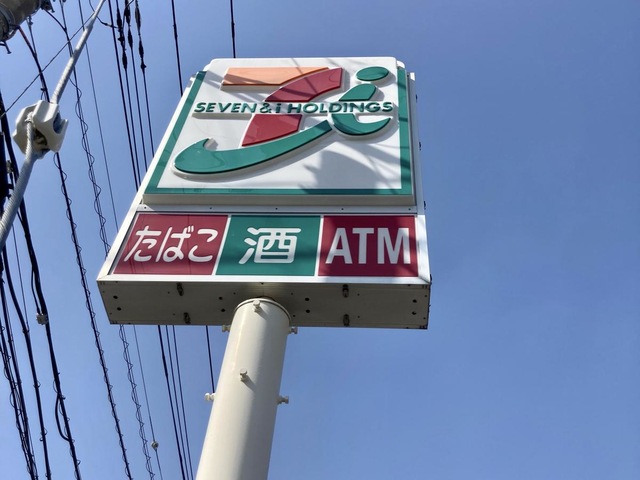 SEVEN & i HOLDINGS
たばこ 酒 ATM